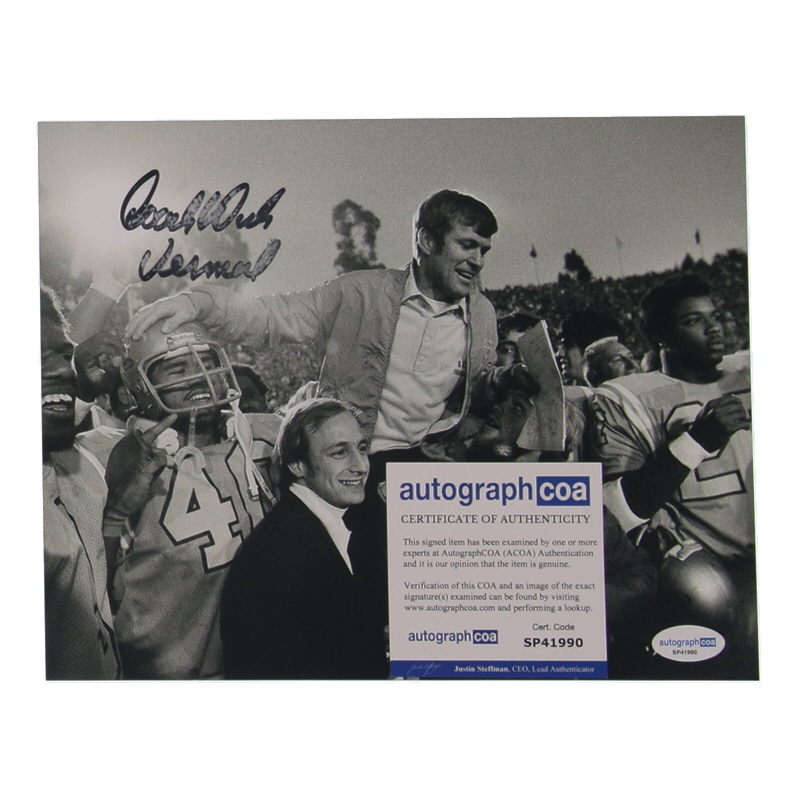 Coach Dick
Vermeil
40
2
autographcoa
CERTIFICATE OF AUTHENTICITY
This signed item has been examined by one or more
experts at AutographCOA (ACOA) Authentication
and it is our opinion that the item is genuine.
Verification of this COA and an image of the exact
signature(s) examined can be found by visiting
www.autographcoa.com and performing a lookup.
Cert. Code
autographcoa
SP41990
Justin Steffman, CEO, Lead Authenticator
autographcoa
SP41990